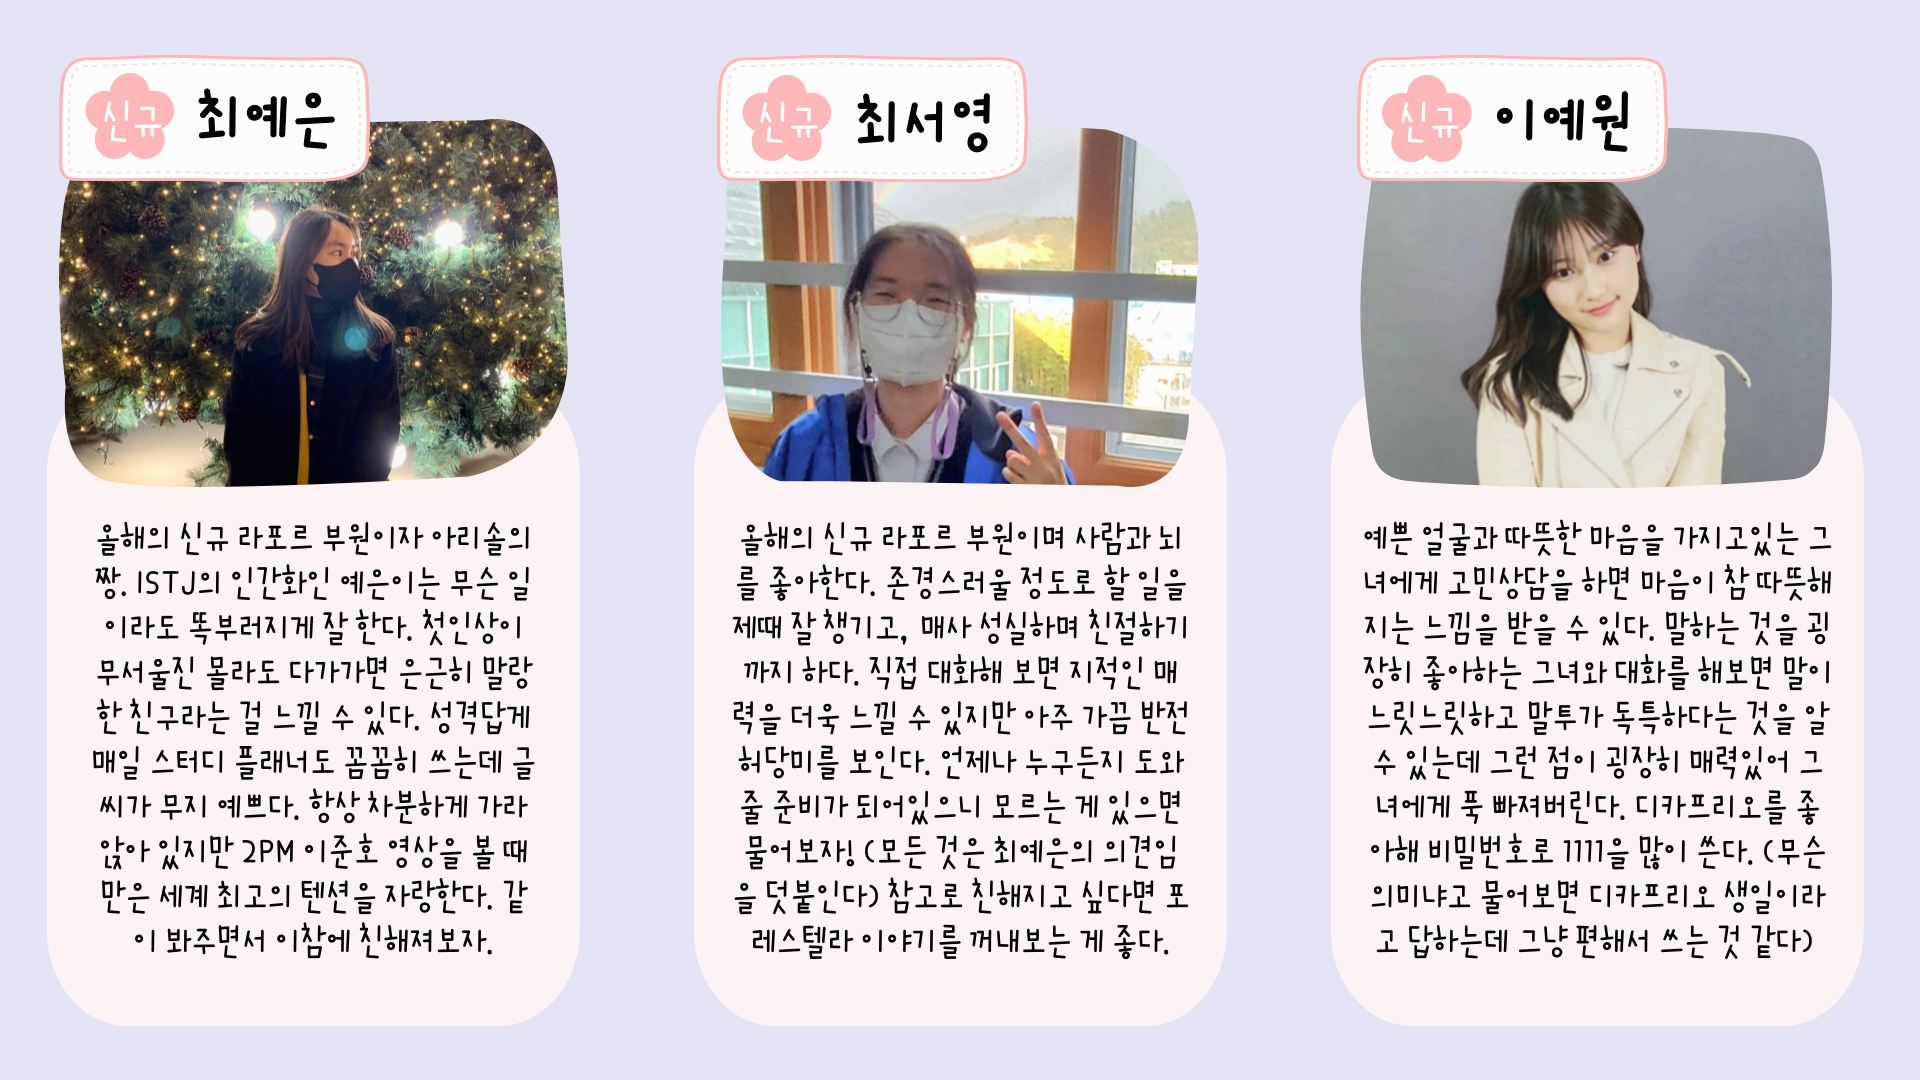 신규 최예은
올해의 신규 라포르 부원이자 아리솔의
짱. ISTJ의 인간화인 예은이는 무슨 일
이라도 똑부러지게 잘 한다. 첫인상이
무서울진 몰라도 다가가면 은근히 말랑
한 친구라는 걸 느낄 수 있다. 성격답게
매일 스터디 플래너도 꼼꼼히 쓰는데 글
씨가 무지 예쁘다. 항상 차분하게 가라
앉아 있지만 2PM 이준호 영상을 볼 때
만은 세계 최고의 텐션을 자랑한다. 같
이 봐주면서 이참에 친해져보자.
신규 최서영
올해의 신규 라포르 부원이며 사람과 뇌
를 좋아한다. 존경스러울 정도로 할 일을
제때 잘 챙기고, 매사 성실하며 친절하기
까지 하다. 직접 대화해 보면 지적인 매
력을 더욱 느낄 수 있지만 아주 가끔 반전
허당미를 보인다. 언제나 누구든지 도와
줄 준비가 되어있으니 모르는 게 있으면
물어보자! (모든 것은 최예은의 의견임
을 덧붙인다) 참고로 친해지고 싶다면 포
레스텔라 이야기를 꺼내보는 게 좋다.
신규 이예원
예쁜 얼굴과 따뜻한 마음을 가지고있는 그
녀에게 고민상담을 하면 마음이 참 따뜻해
지는 느낌을 받을 수 있다. 말하는 것을 굉
장히 좋아하는 그녀와 대화를 해보면 말이
느릿느릿하고 말투가 독특하다는 것을 알
수 있는데 그런 점이 굉장히 매력있어 그
녀에게 푹 빠져버린다. 디카프리오를 좋
아해 비밀번호로 1111을 많이 쓴다. (무슨
의미냐고 물어보면 디카프리오 생일이라
고 답하는데 그냥 편해서 쓰는 것 같다)